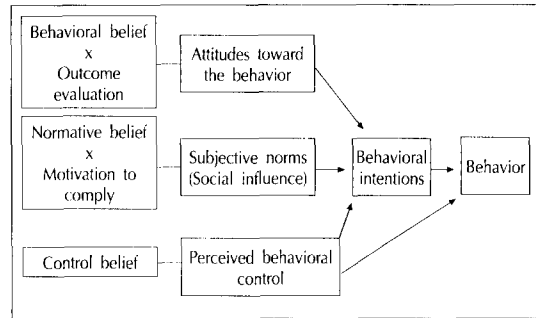 Behavioral belief
x
Outcome
evaluation
Attitudes toward
the behavior
Normative belief
x
Motivation to
comply
Subjective norms
(Social influence)
Behavioral
intentions
Behavior
Control belief
Perceived behavioral
control